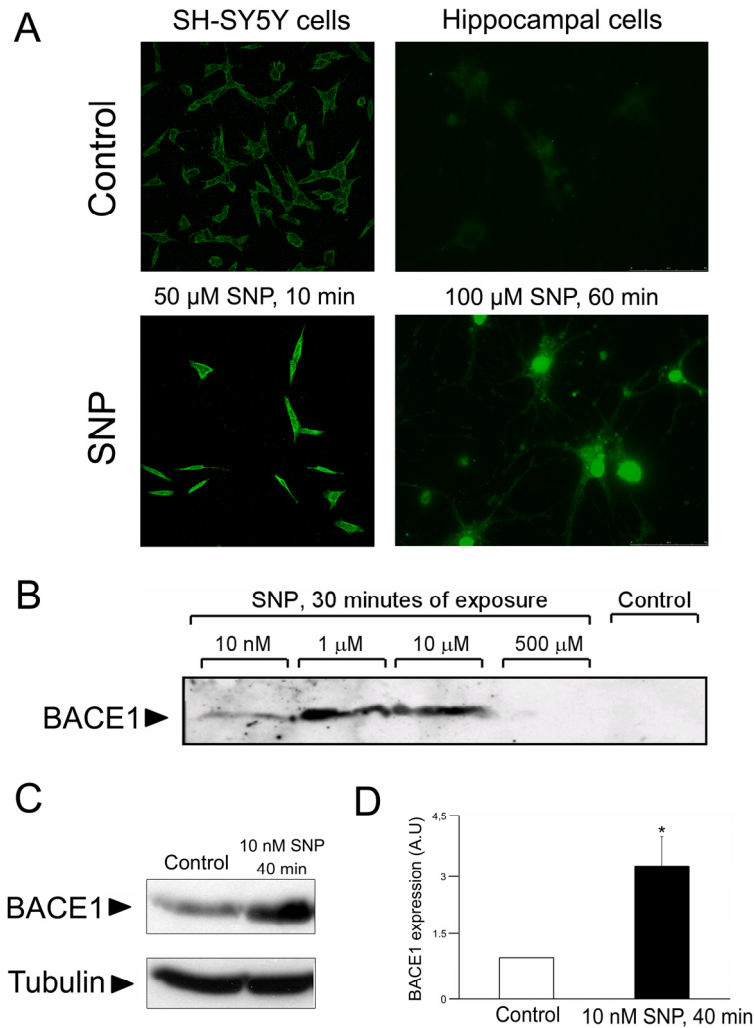 A
SH-SY5Y cells
Hippocampal cells
Control
50 µM SNP, 10 min
100 µM SNP, 60 min
SNP
B
SNP, 30 minutes of exposure
Control
10 nM
1 µM
10 µM
500 µM
BACE1
C
Control
10 nM SNP
40 min
BACE1
Tubulin
D
BACE1 expression (A.U)
4,5
3
1.5
0
*
Control
10 nM SNP, 40 min